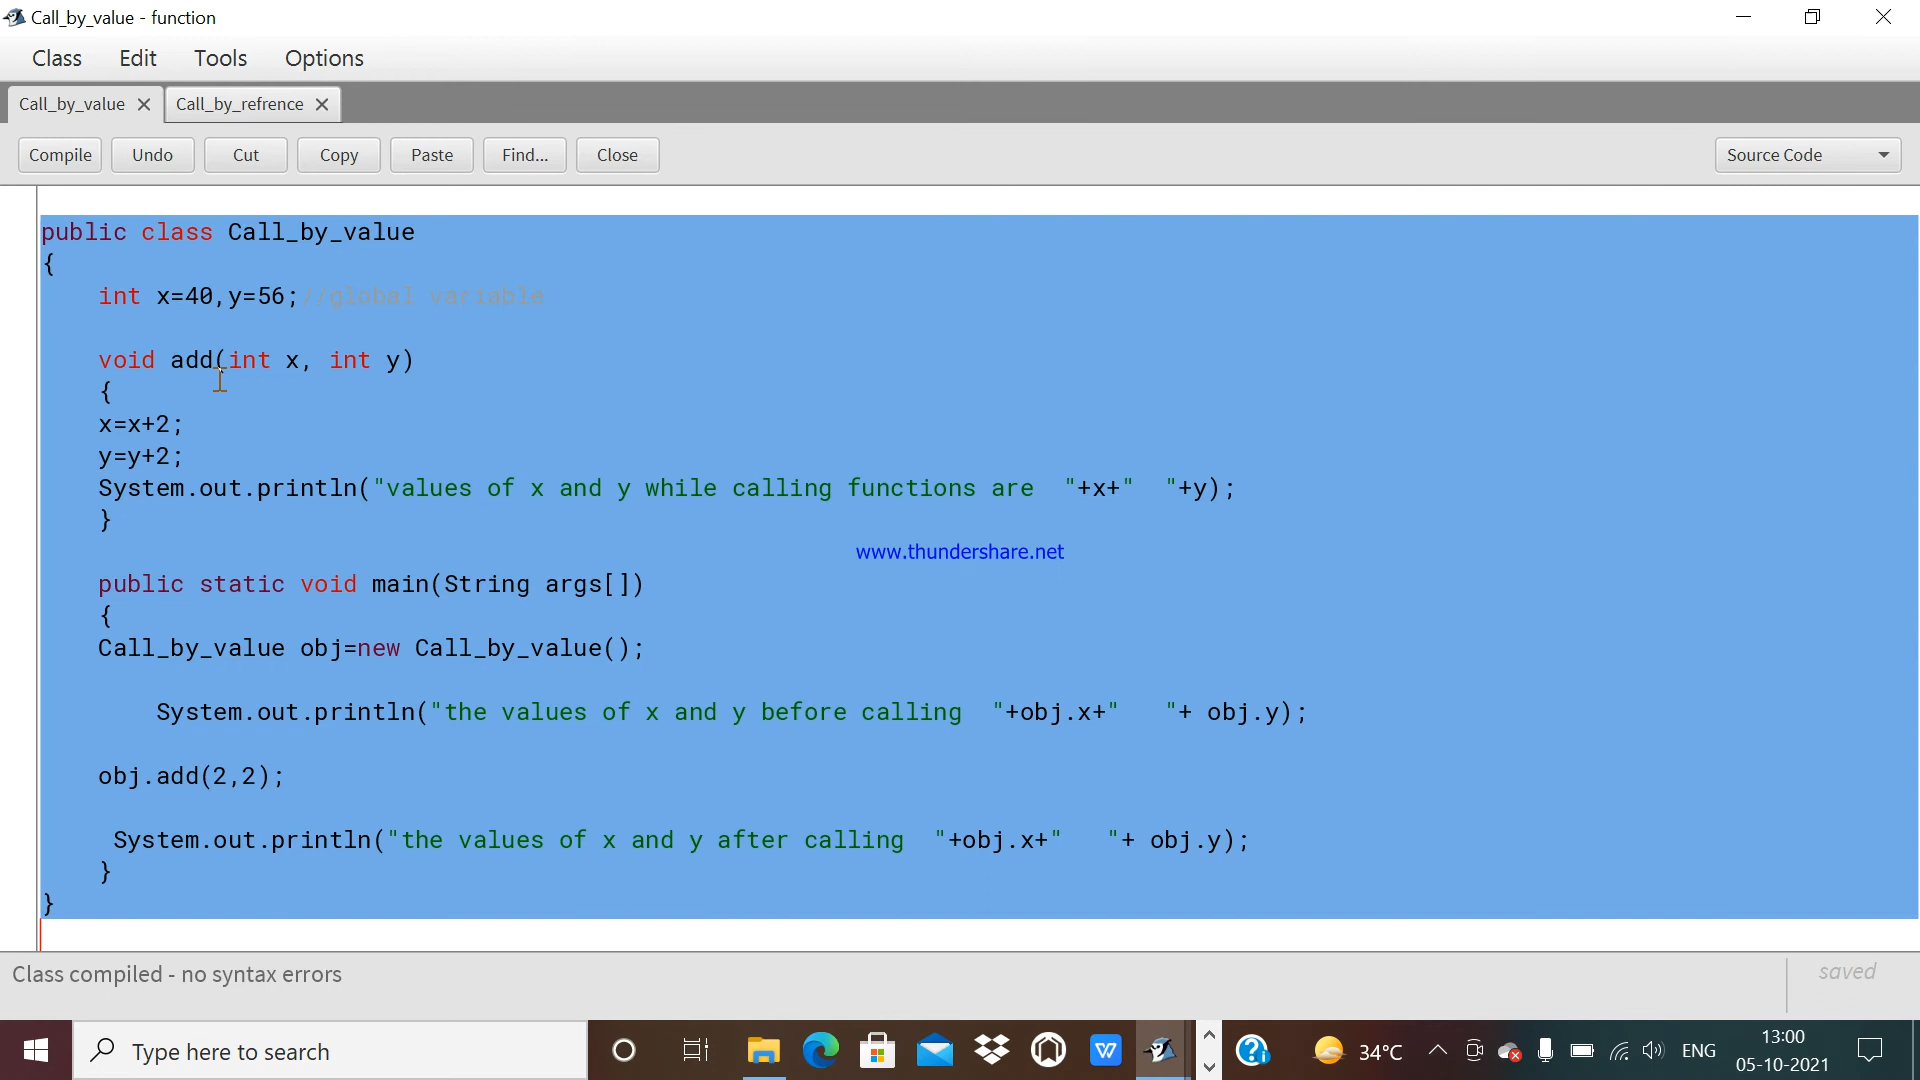 Call_by_value - function
Class Edit Tools Options
Call_by_value Call_by_refrence
Compile Undo Cut Copy Paste Find... Close Source Code
public class Call_by_value
{
int x=40,y=56;//global variable
void add(int x, int y)
{
x=x+2;
y=y+2;
System.out.println("values of x and y while calling functions are  "+x+"  "+y);
}
www.thundershare.net
public static void main(String args[])
{
Call_by_value obj=new Call_by_value();
System.out.println("the values of x and y before calling  "+obj.x+"   "+ obj.y);
obj.add(2,2);
System.out.println("the values of x and y after calling  "+obj.x+"   "+ obj.y);
}
}
Class compiled - no syntax errors
saved
Type here to search
34°C
ENG
13:00
05-10-2021